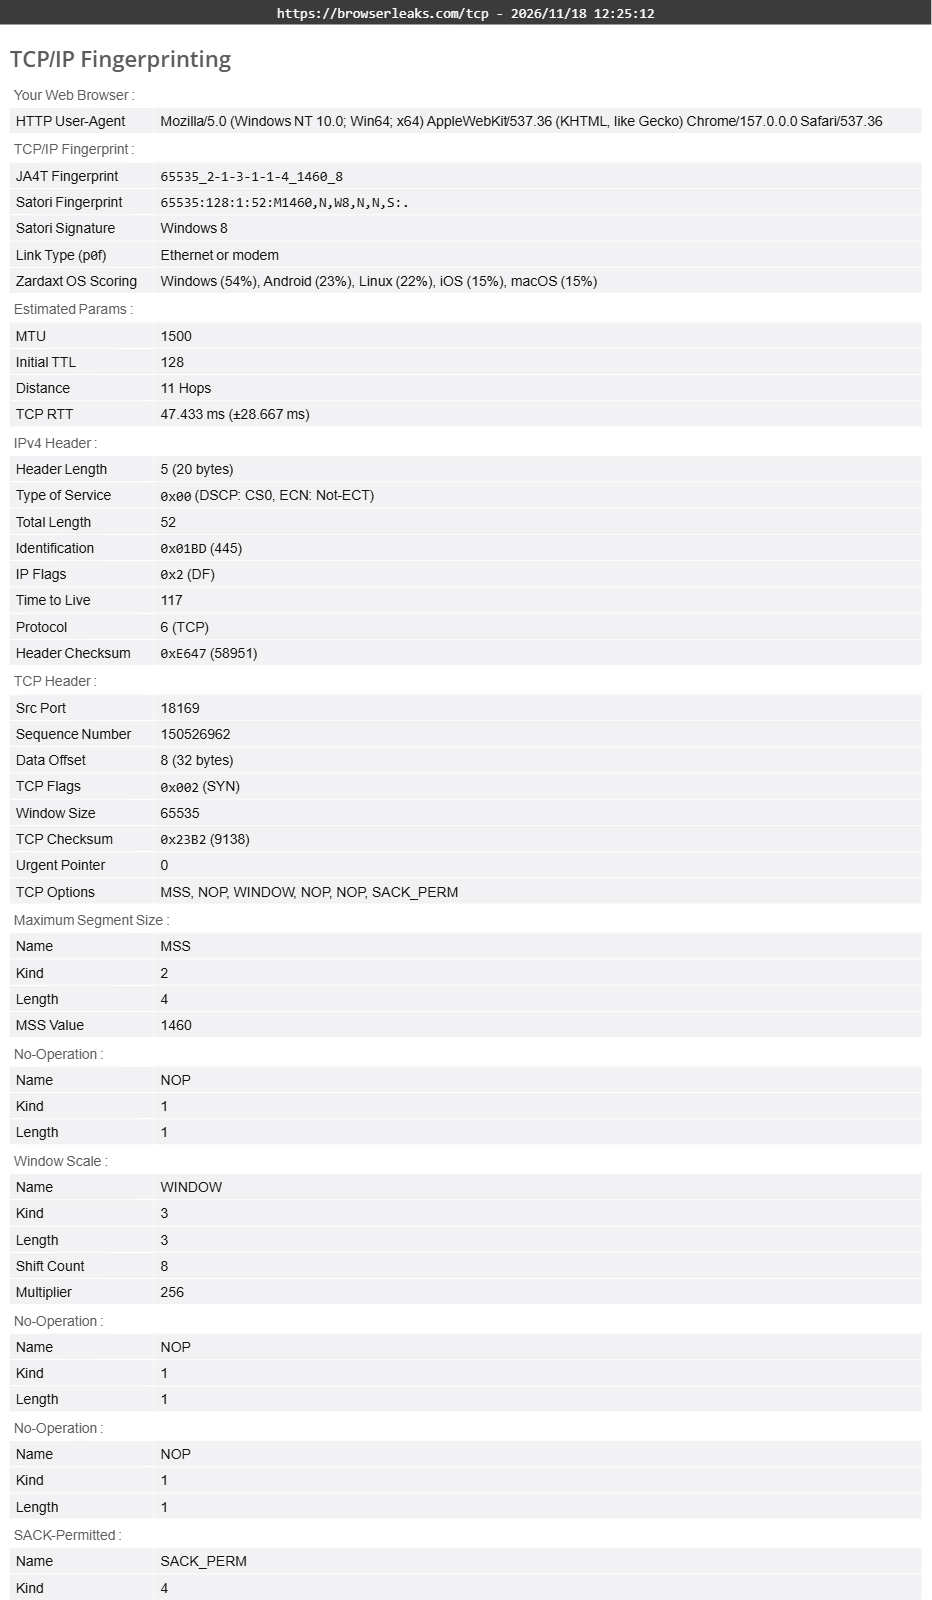 https://browserleaks.com/tcp - 2026/11/18 12:25:12
TCP/IP Fingerprinting
Your Web Browser :
HTTP User-Agent Mozilla/5.0 (Windows NT 10.0; Win64; x64) AppleWebKit/537.36 (KHTML, like Gecko) Chrome/157.0.0.0 Safari/537.36
TCP/IP Fingerprint :
JA4T Fingerprint 65535_2-1-3-1-1-4_1460_8
Satori Fingerprint 65535:128:1:52:M1460,N,W8,N,N,S:.
Satori Signature Windows 8
Link Type (p0f) Ethernet or modem
Zardaxt OS Scoring Windows (54%), Android (23%), Linux (22%), iOS (15%), macOS (15%)
Estimated Params :
MTU 1500
Initial TTL 128
Distance 11 Hops
TCP RTT 47.433 ms (±28.667 ms)
IPv4 Header :
Header Length 5 (20 bytes)
Type of Service 0x00 (DSCP: CS0, ECN: Not-ECT)
Total Length 52
Identification 0x01BD (445)
IP Flags 0x2 (DF)
Time to Live 117
Protocol 6 (TCP)
Header Checksum 0xE647 (58951)
TCP Header :
Src Port 18169
Sequence Number 150526962
Data Offset 8 (32 bytes)
TCP Flags 0x002 (SYN)
Window Size 65535
TCP Checksum 0x23B2 (9138)
Urgent Pointer 0
TCP Options MSS, NOP, WINDOW, NOP, NOP, SACK_PERM
Maximum Segment Size :
Name MSS
Kind 2
Length 4
MSS Value 1460
No-Operation :
Name NOP
Kind 1
Length 1
Window Scale :
Name WINDOW
Kind 3
Length 3
Shift Count 8
Multiplier 256
No-Operation :
Name NOP
Kind 1
Length 1
No-Operation :
Name NOP
Kind 1
Length 1
SACK-Permitted :
Name SACK_PERM
Kind 4